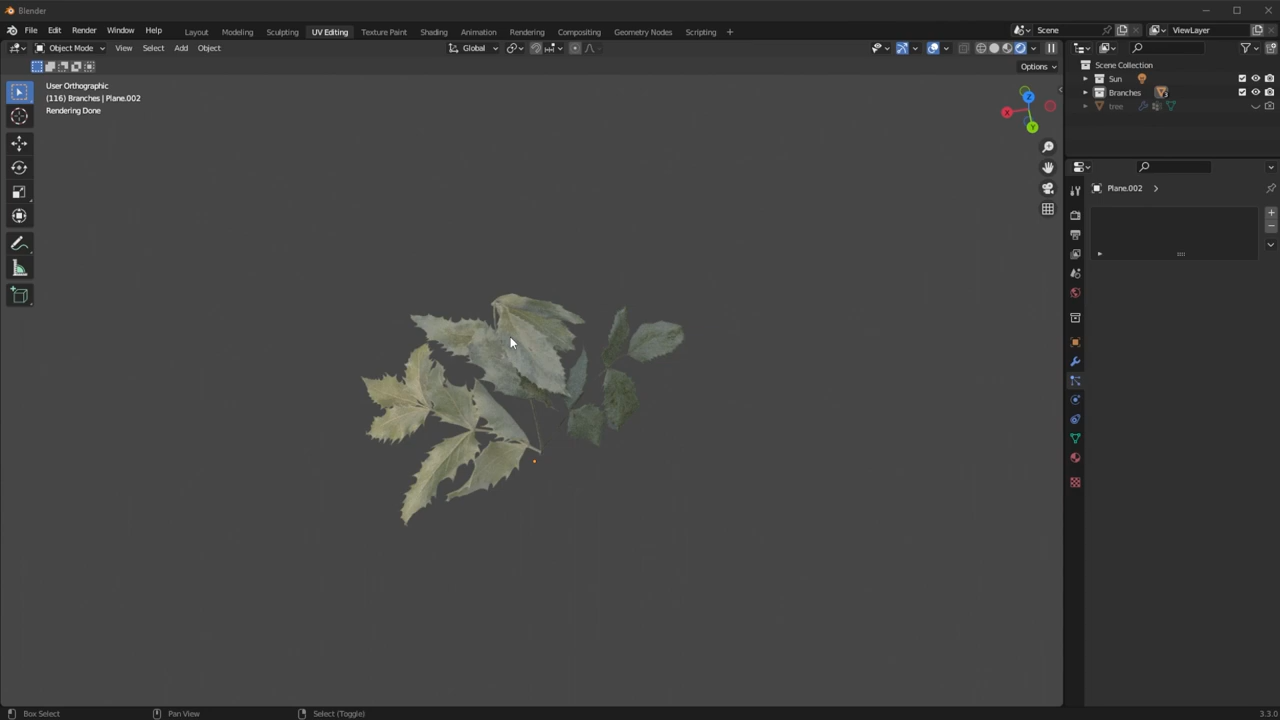 Blender
File Edit Render Window Help Layout Modeling Sculpting UV Editing Texture Paint Shading Animation Rendering Compositing Geometry Nodes Scripting + Scene ViewLayer
Object Mode View Select Add Object Global
Options
User Orthographic
(116) Branches | Plane.002
Rendering Done
Z
X
Y
Scene Collection
Sun
Branches 3
tree
Plane.002
Box Select Pan View Select (Toggle) 3.3.0